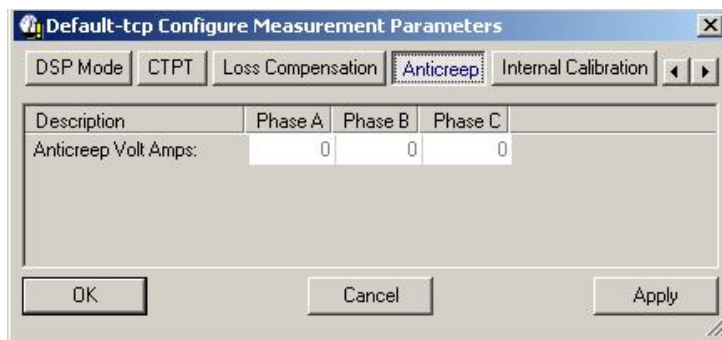 Default-tcp Configure Measurement Parameters
DSP Mode CTPT Loss Compensation Anticreep Internal Calibration
Description Phase A Phase B Phase C
Anticreep Volt Amps: 0 0 0
OK Cancel Apply